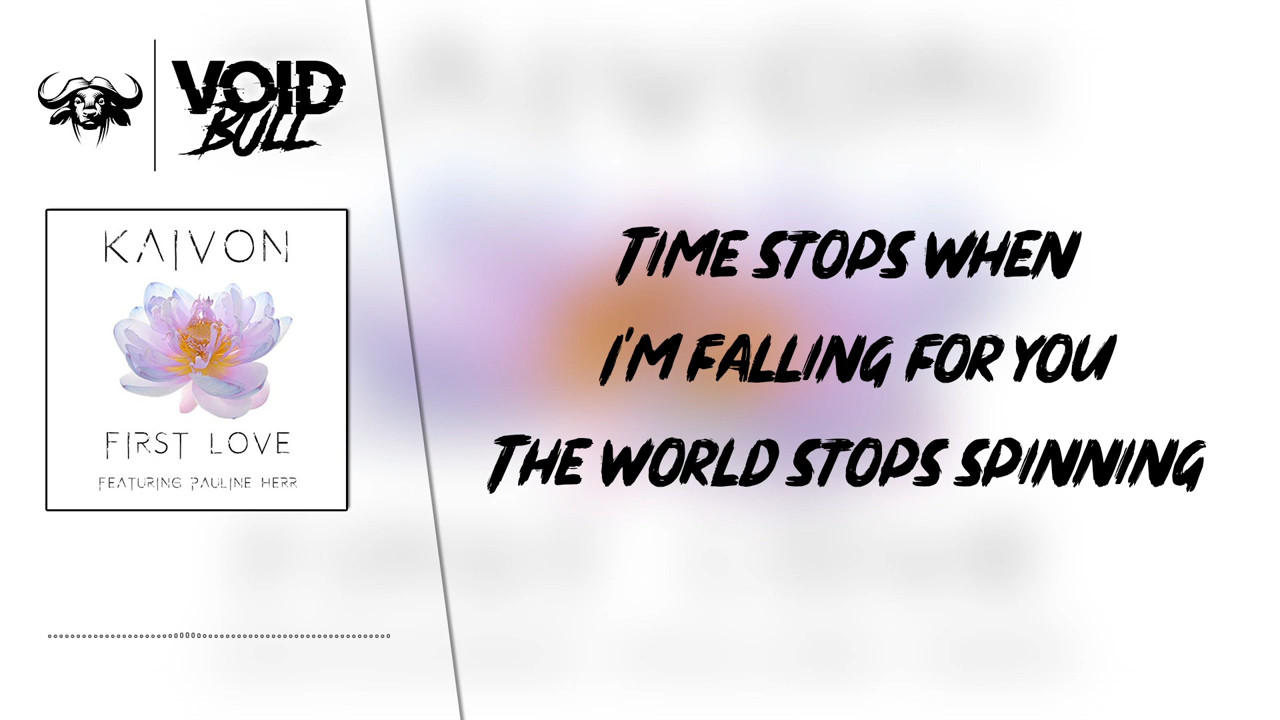 VOID
BULL
KAIVON
FIRST LOVE
FEATURING PAULINE HERR
TIME STOPS WHEN
I'M FALLING FOR YOU
THE WORLD STOPS SPINNING